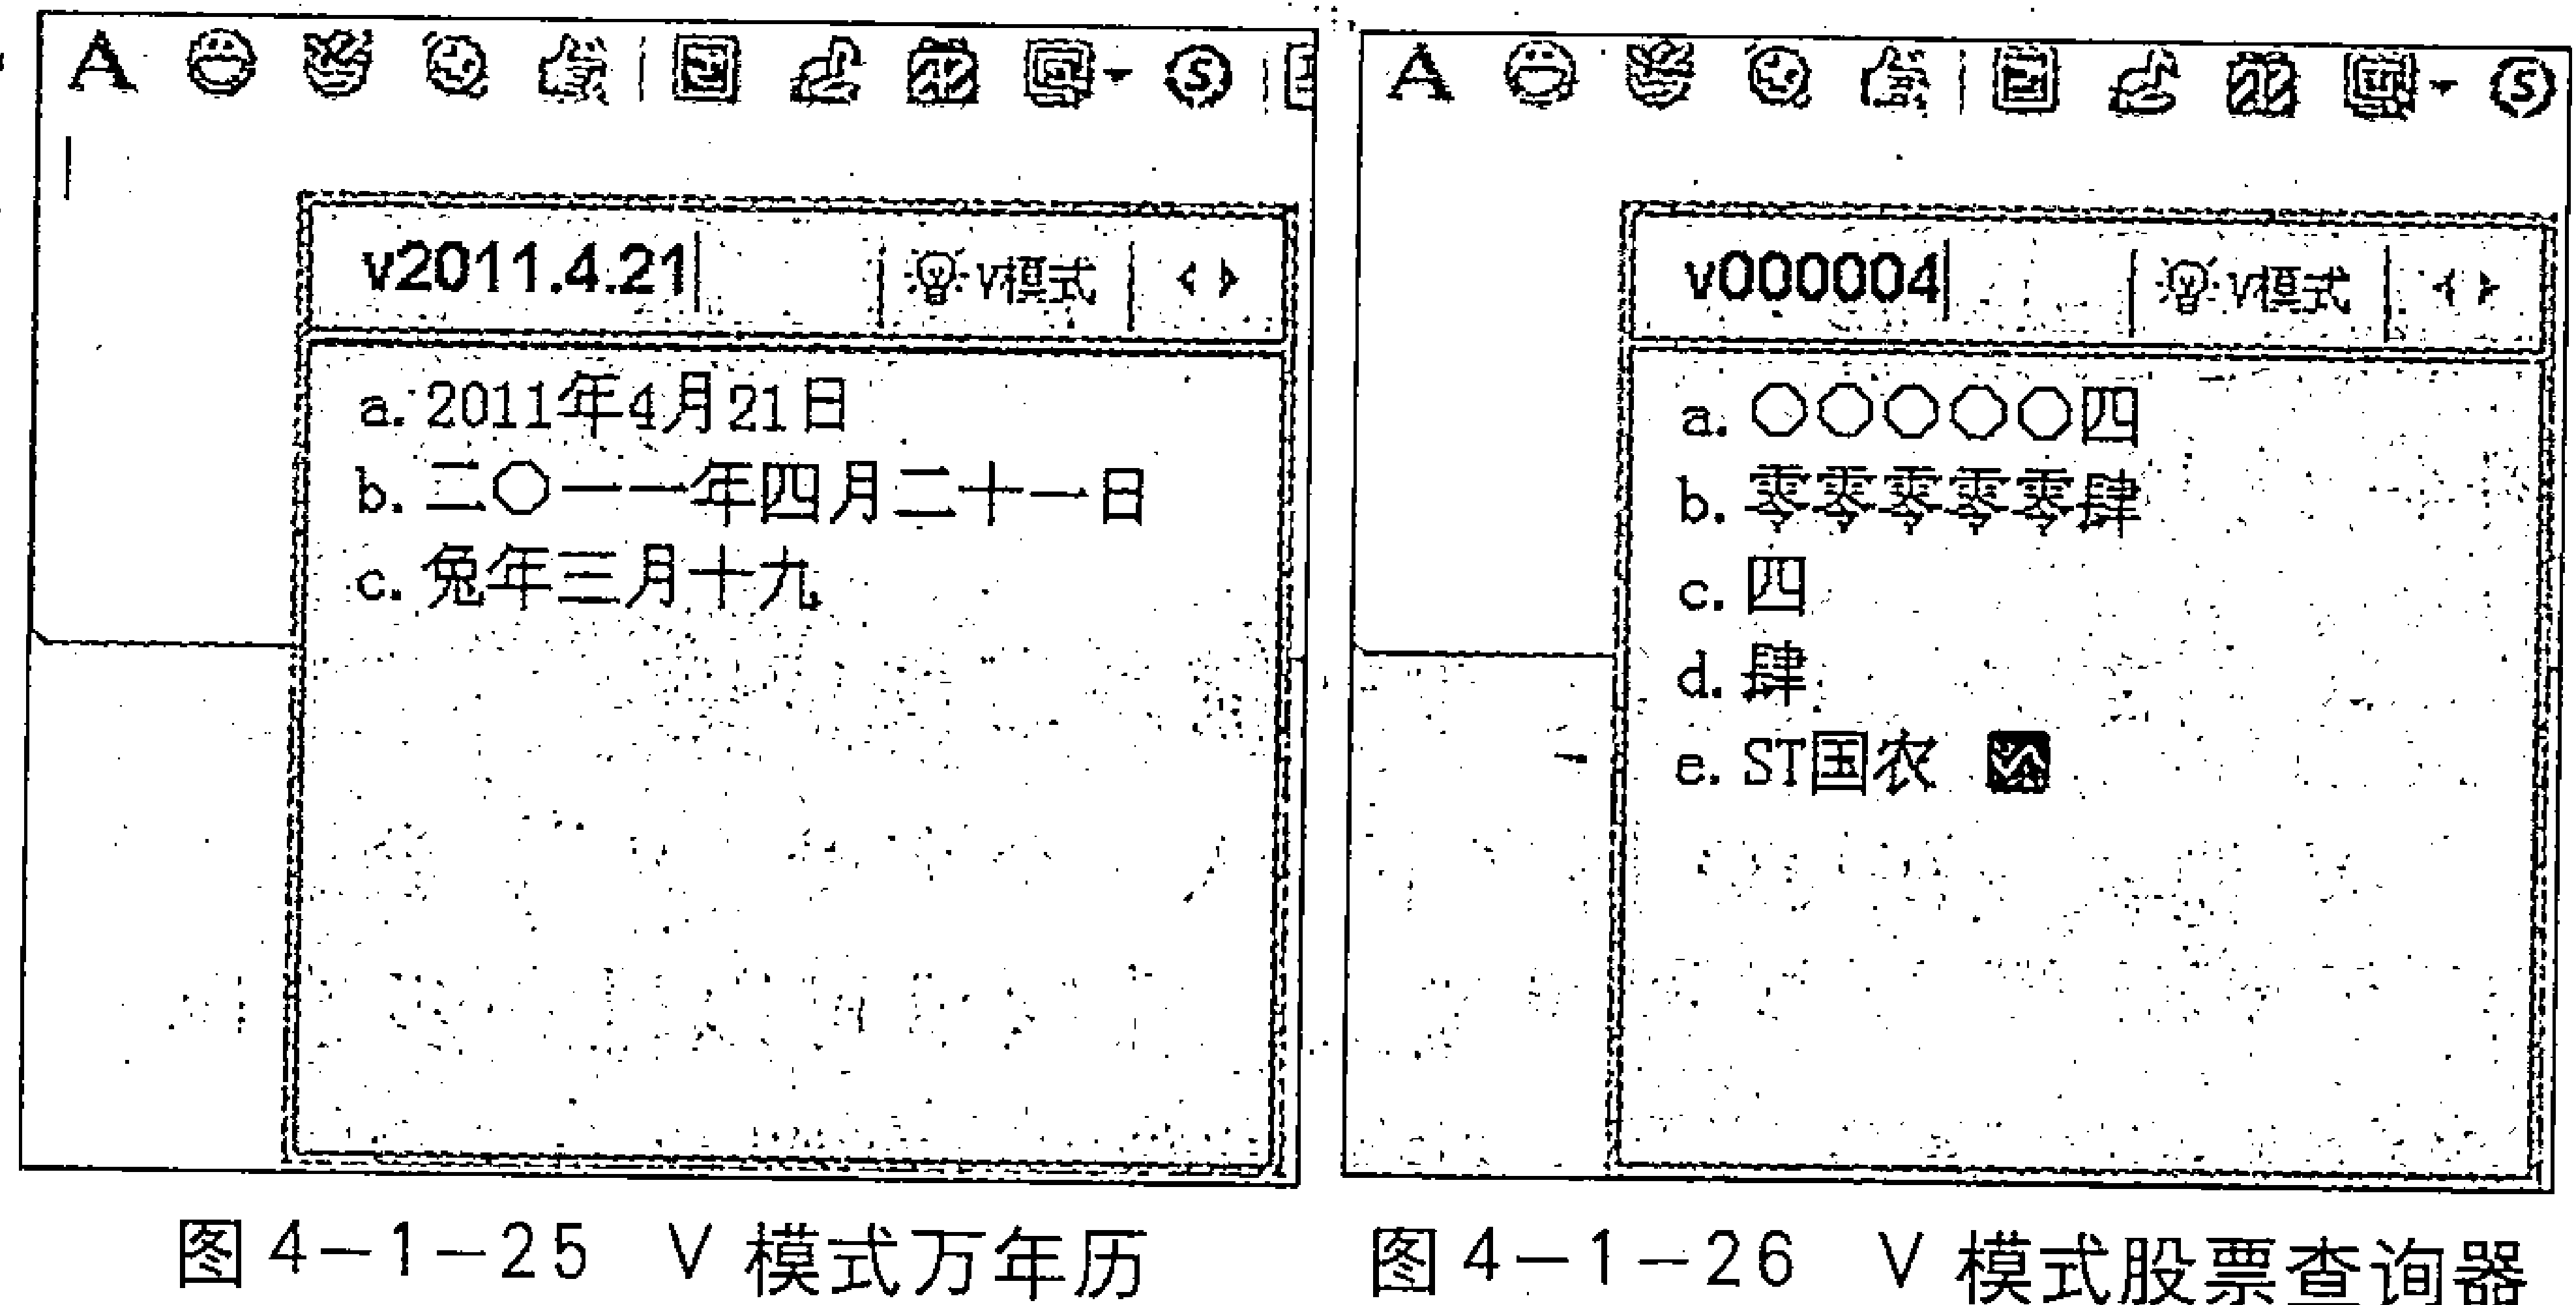 v2011.4.21 V模式
a. 2011年4月21日
b. 二〇一一年四月二十一日
c. 兔年三月十九
图4-1-25 V模式万年历
v000004 V模式
a. 〇〇〇〇〇四
b. 零零零零零肆
c. 四
d. 肆
e. ST国农
图4-1-26 V模式股票查询器